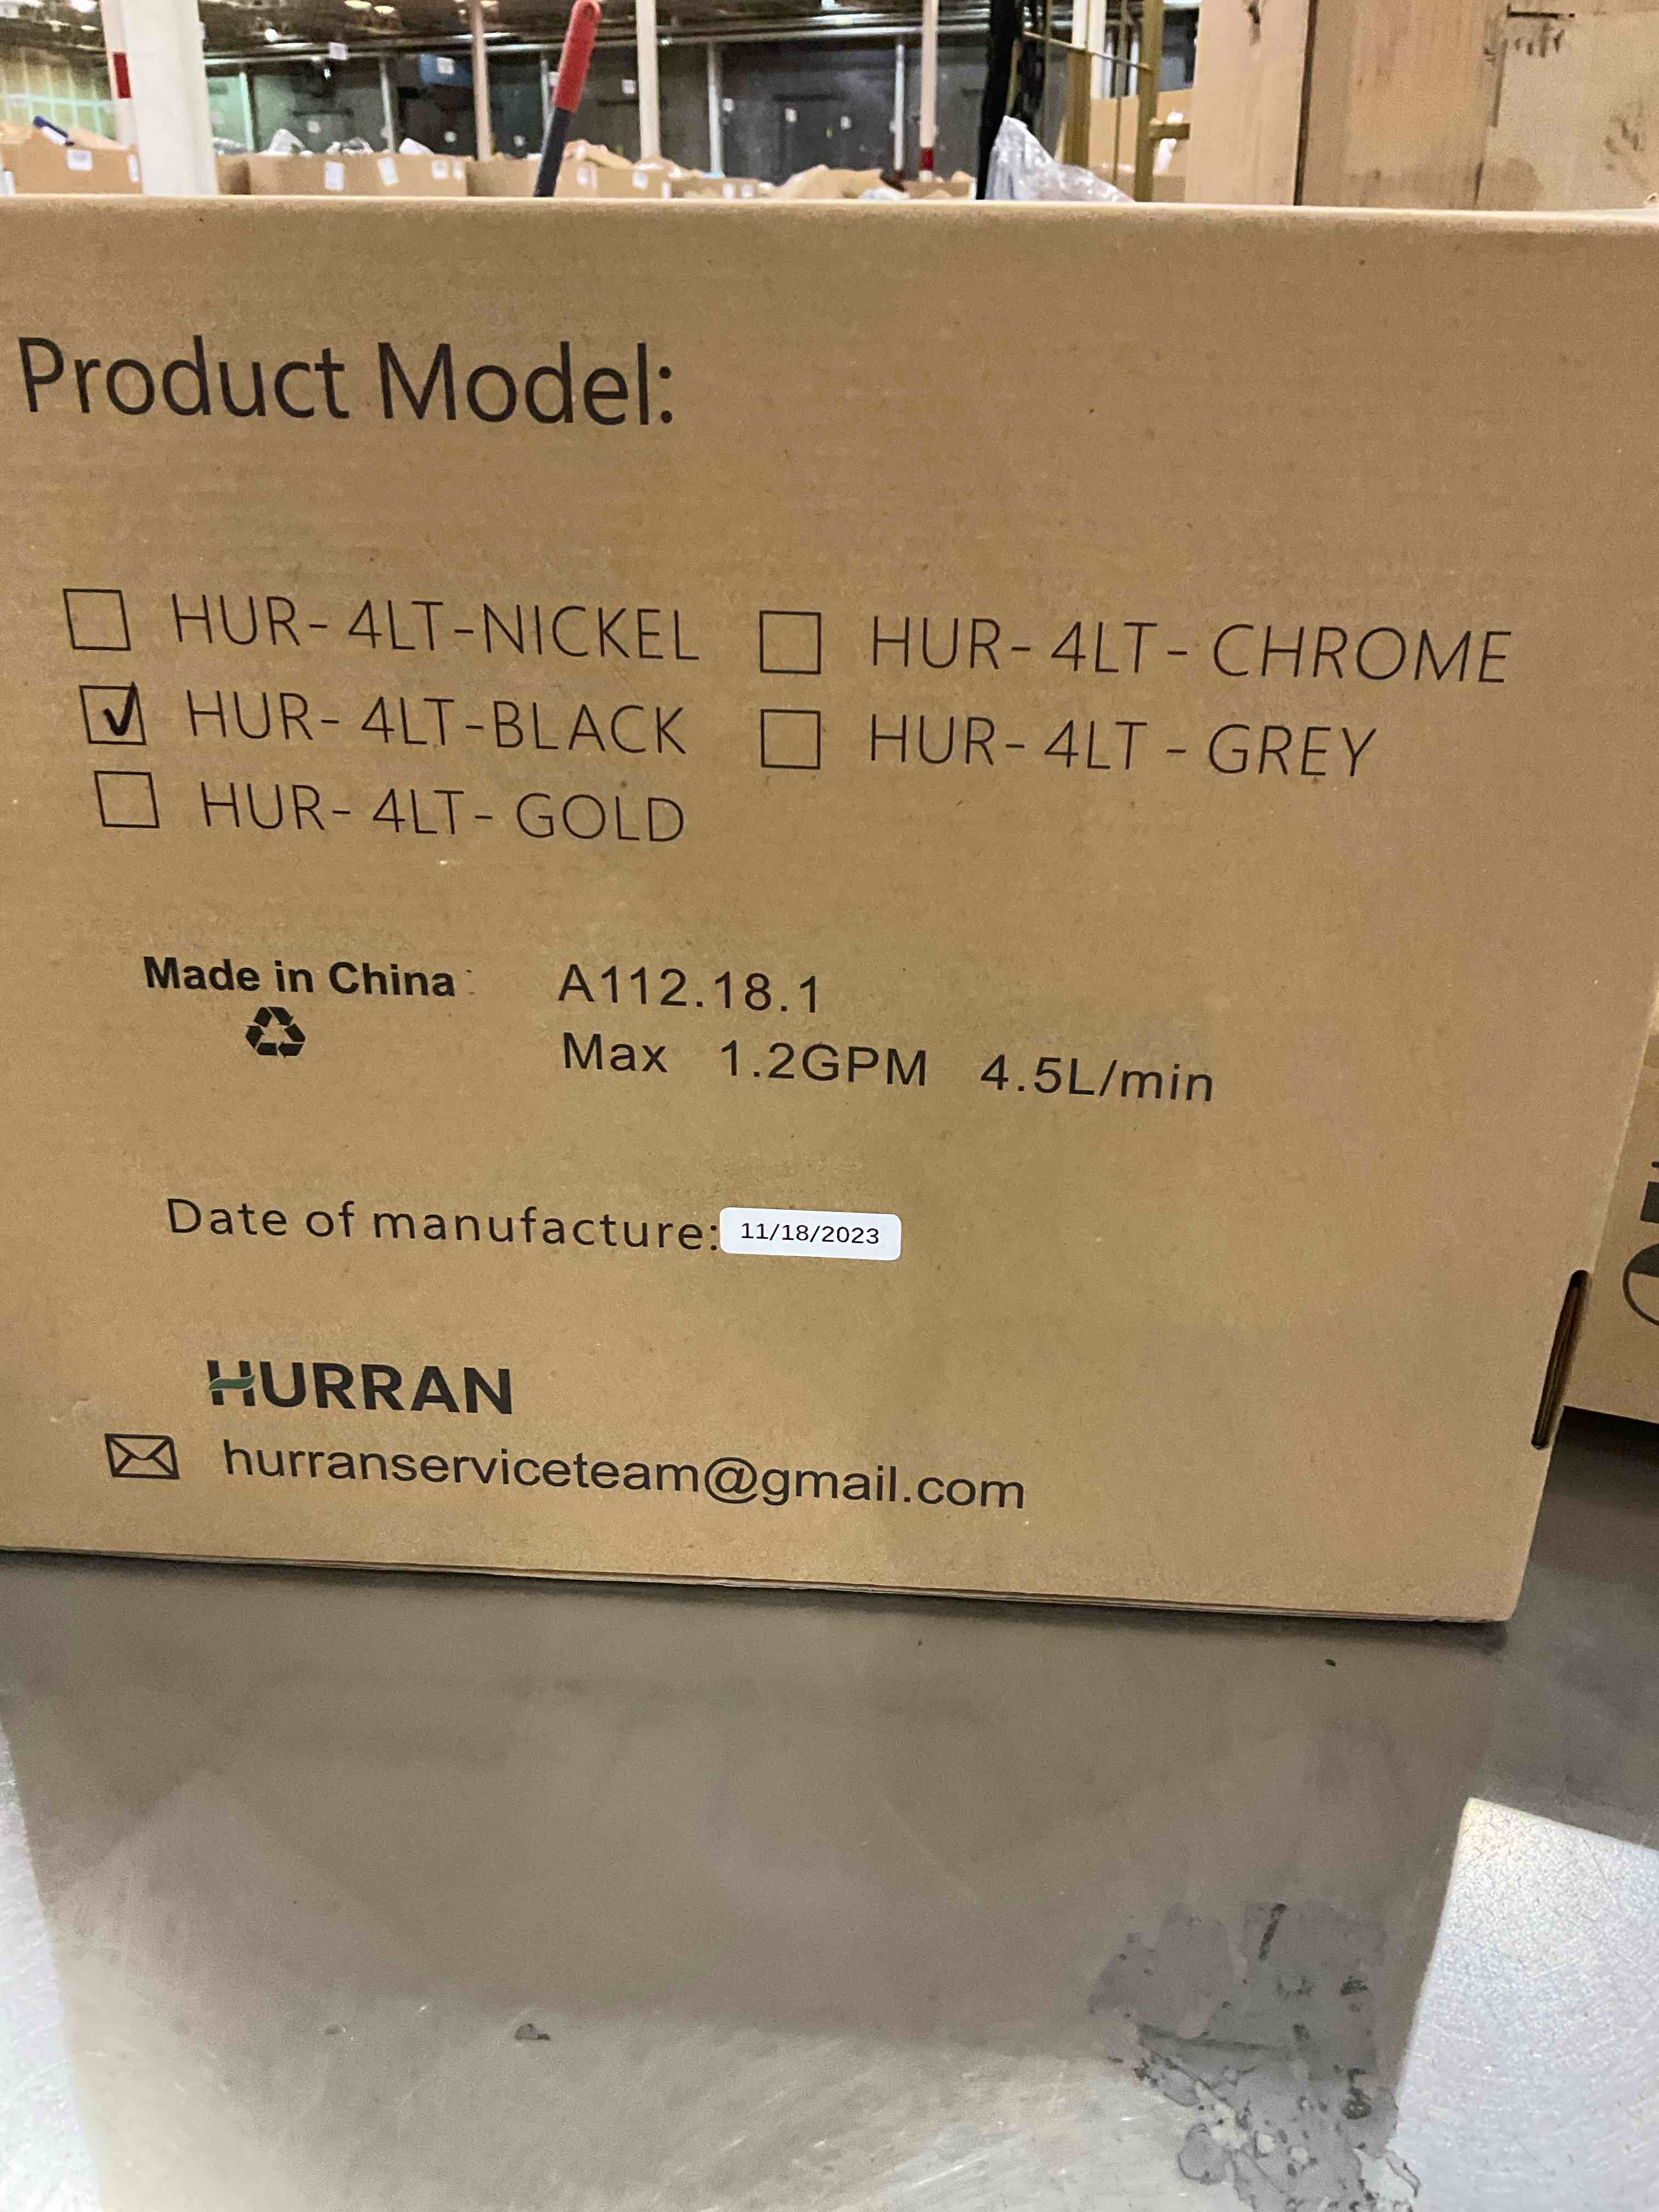 Product Model:
HUR- 4LT-NICKEL HUR- 4LT- CHROME
HUR- 4LT-BLACK HUR- 4LT - GREY
HUR- 4LT- GOLD
Made in China: A112.18.1
Max 1.2GPM 4.5L/min
Date of manufacture: 11/18/2023
HURRAN
hurranserviceteam@gmail.com